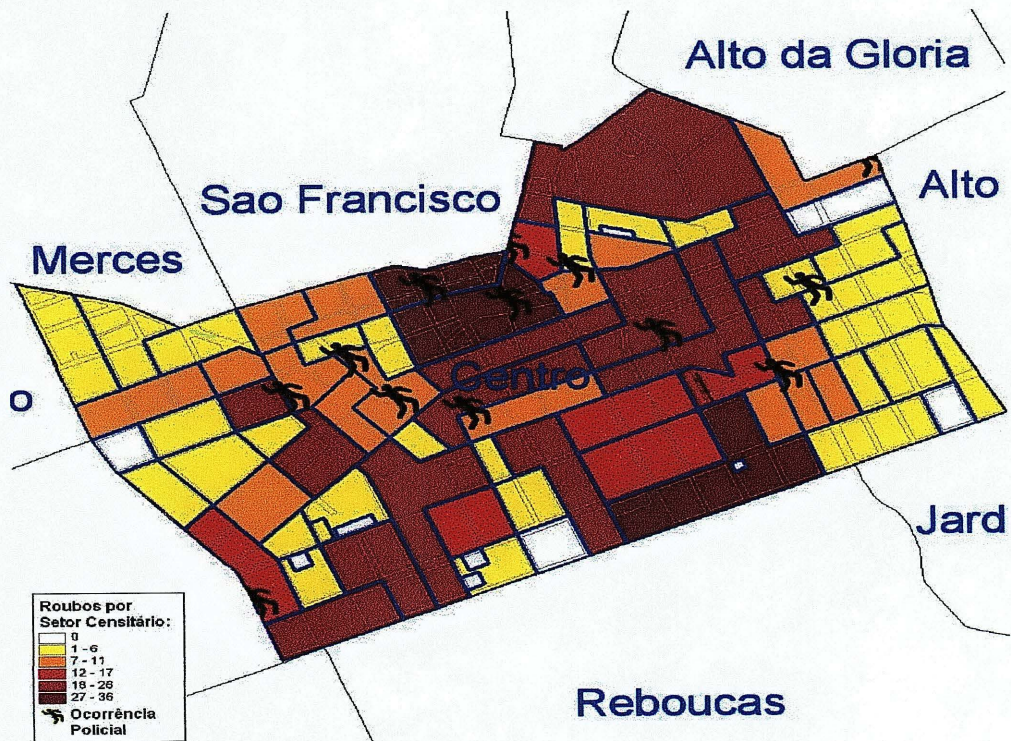 Alto da Gloria
Alto
Sao Francisco
Merces
o
Centro
Jard
Reboucas
Roubos por
Setor Censitário:
0
1 - 6
7 - 11
12 - 17
18 - 26
27 - 36
Ocorrência
Policial